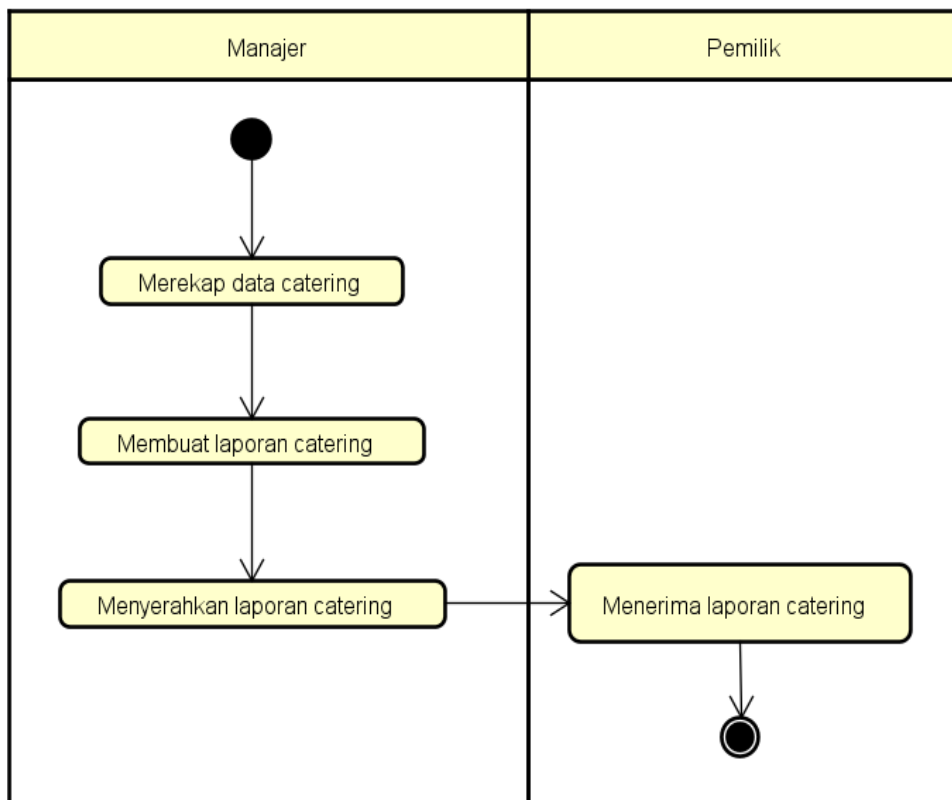 Manajer
Pemilik
Merekap data catering
Membuat laporan catering
Menyerahkan laporan catering
Menerima laporan catering